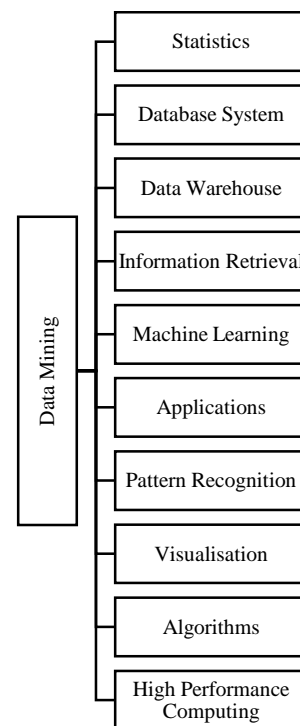 Data Mining
Statistics
Database System
Data Warehouse
Information Retrieval
Machine Learning
Applications
Pattern Recognition
Visualisation
Algorithms
High Performance
Computing